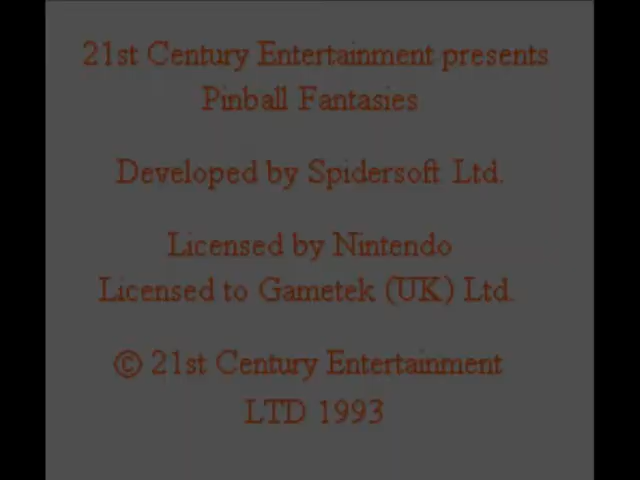 21st Century Entertainment presents
Pinball Fantasies
Developed by Spidersoft Ltd.
Licensed by Nintendo
Licensed to Gametek (UK) Ltd.
© 21st Century Entertainment
LTD 1993